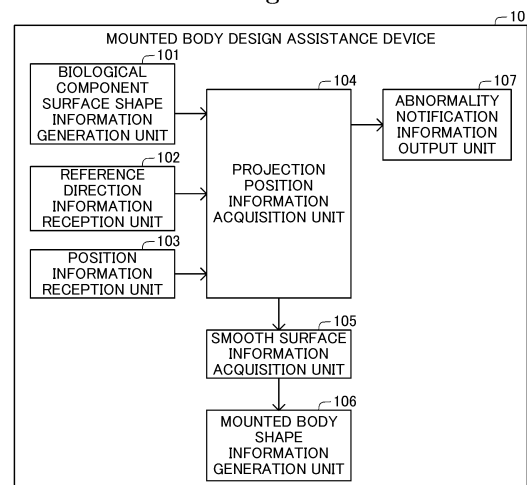 10
MOUNTED BODY DESIGN ASSISTANCE DEVICE
101
BIOLOGICAL
COMPONENT
SURFACE SHAPE
INFORMATION
GENERATION UNIT
102
REFERENCE
DIRECTION
INFORMATION
RECEPTION UNIT
103
POSITION
INFORMATION
RECEPTION UNIT
104
PROJECTION
POSITION
INFORMATION
ACQUISITION UNIT
107
ABNORMALITY
NOTIFICATION
INFORMATION
OUTPUT UNIT
105
SMOOTH SURFACE
INFORMATION
ACQUISITION UNIT
106
MOUNTED BODY
SHAPE
INFORMATION
GENERATION UNIT